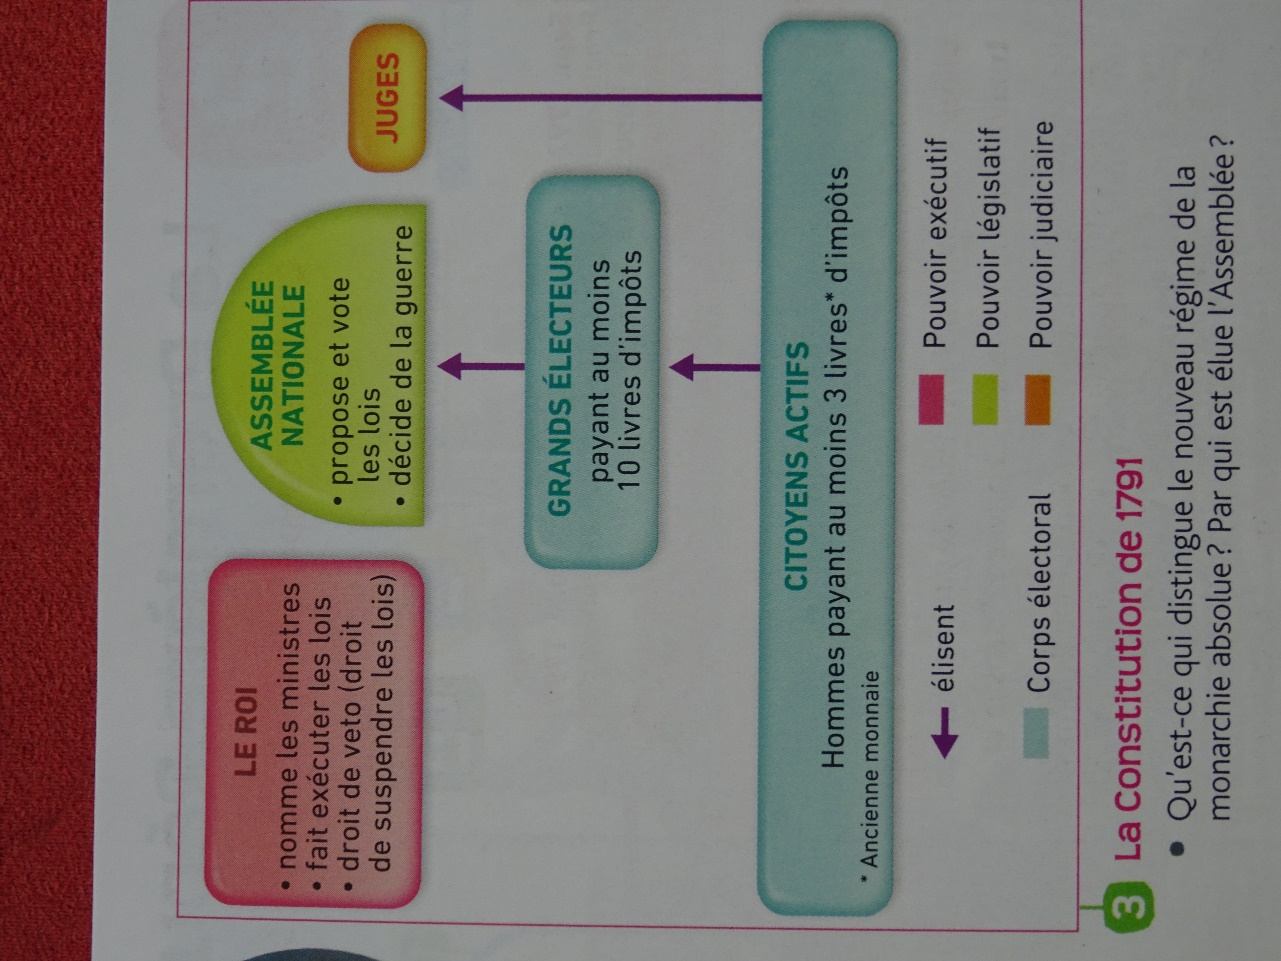 LE ROI
• nomme les ministres
• fait exécuter les lois
• droit de veto (droit
de suspendre les lois)
ASSEMBLÉE
NATIONALE
• propose et vote
les lois
• décide de la guerre
JUGES
GRANDS ÉLECTEURS
payant au moins
10 livres d'impôts
CITOYENS ACTIFS
Hommes payant au moins 3 livres* d'impôts
* Ancienne monnaie
élisent
Corps électoral
Pouvoir exécutif
Pouvoir législatif
Pouvoir judiciaire
3 La Constitution de 1791
• Qu'est-ce qui distingue le nouveau régime de la
monarchie absolue ? Par qui est élue l'Assemblée ?